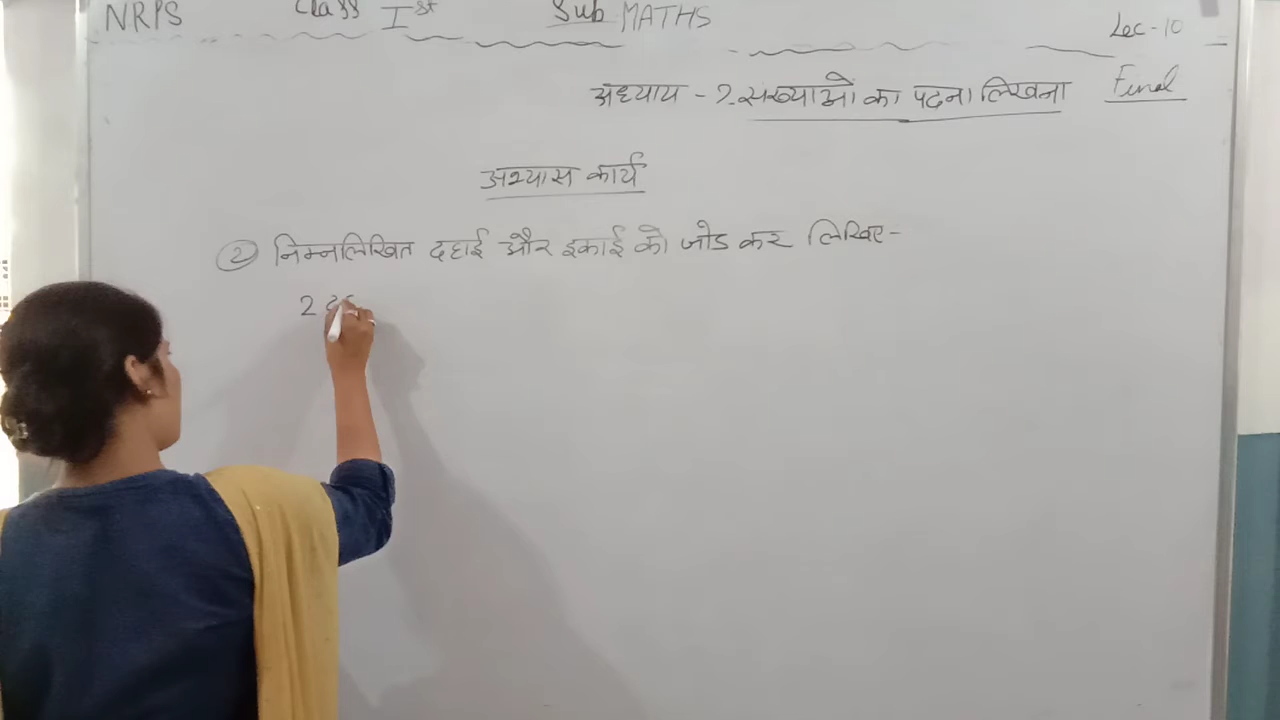 NRPS Class Ist Sub MATHS Lec-10
अध्याय - 2. सख्याओ का पढना लिखना Final
अभ्यास कार्य
② निम्नलिखित दहाई और इकाई को जोड कर लिखिए -
2